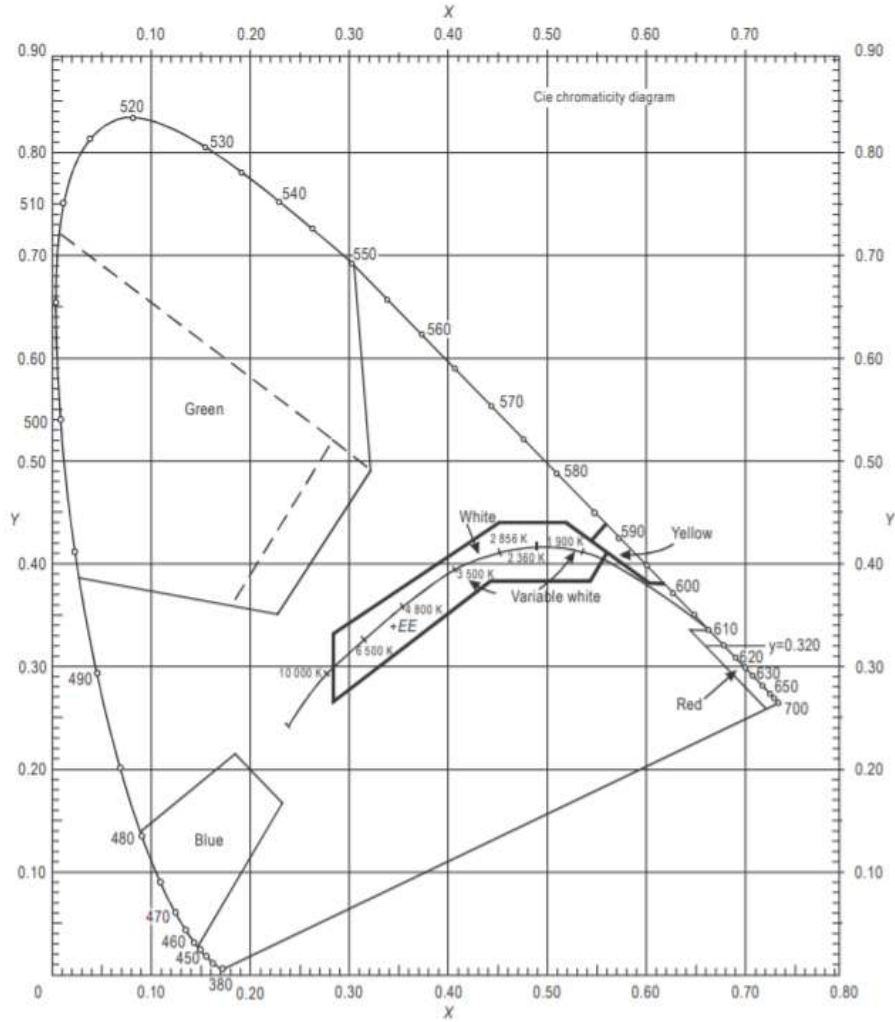 X
0.10 0.20 0.30 0.40 0.50 0.60 0.70
0.90 0.90
Cie chromaticity diagram
520
530
0.80 0.80
540
510
550
0.70 0.70
560
0.60 0.60
570
Green
500
580
0.50 0.50
White
590
Yellow
Y Y
2 856 K
1 900 K
2 360 K
0.40 0.40
3 500 K
600
Variable white
4 800 K
+EE
610
6 500 K
y=0.320
620
0.30 0.30
10 000 K
490
630
650
Red
700
0.20 0.20
480
Blue
0.10 0.10
470
460
450
380
0 0.10 0.20 0.30 0.40 0.50 0.60 0.70 0.80
X